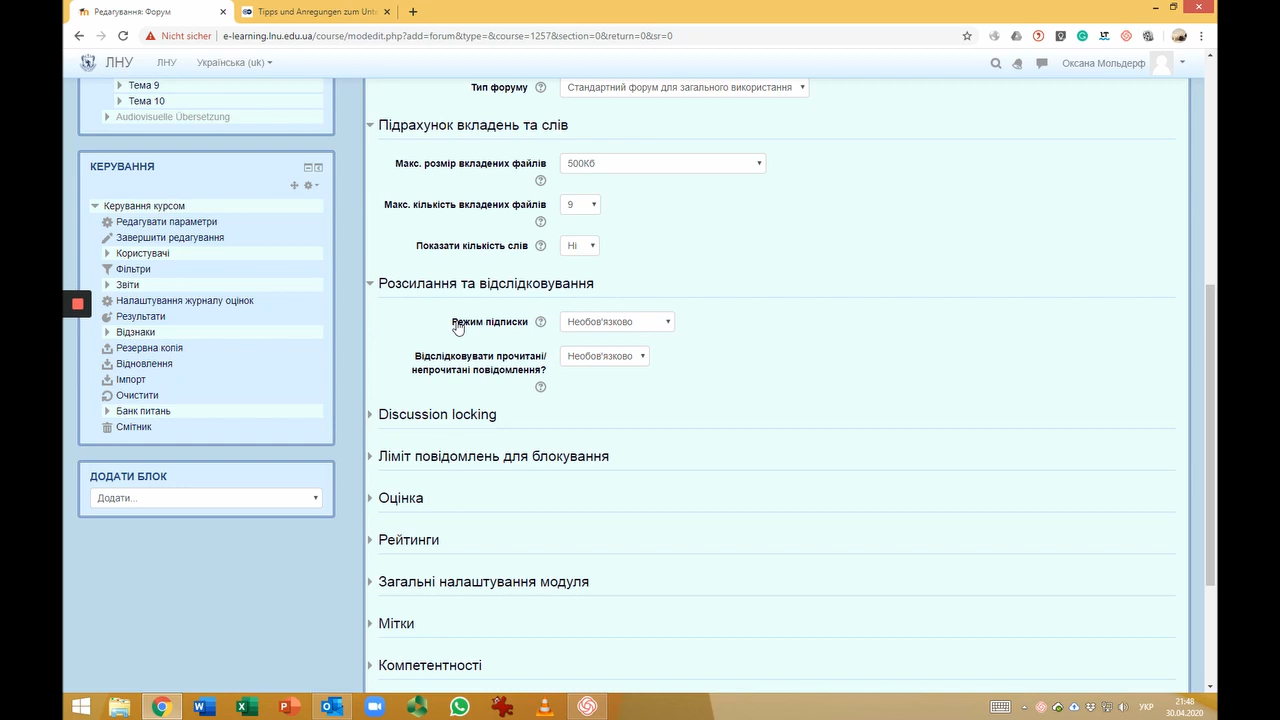 Редагування: Форум
Tipps und Anregungen zum Unte
Nicht sicher
e-learning.lnu.edu.ua/course/modedit.php?add=forum&type=&course=1257&section=0&return=0&sr=0
ЛНУ
ЛНУ
Українська (uk)
Оксана Мольдерф
Тема 9
Тема 10
Audiovisuelle Übersetzung
КЕРУВАННЯ
Керування курсом
Редагувати параметри
Завершити редагування
Користувачі
Фільтри
Звіти
Налаштування журналу оцінок
Результати
Відзнаки
Резервна копія
Відновлення
Імпорт
Очистити
Банк питань
Смітник
ДОДАТИ БЛОК
Додати...
Тип форуму
Стандартний форум для загального використання
Підрахунок вкладень та слів
Макс. розмір вкладених файлів
500Кб
Макс. кількість вкладених файлів
9
Показати кількість слів
Ні
Розсилання та відслідковування
Режим підписки
Необов'язково
Відслідковувати прочитані/
непрочитані повідомлення?
Необов'язково
Discussion locking
Ліміт повідомлень для блокування
Оцінка
Рейтинги
Загальні налаштування модуля
Мітки
Компетентності
УКР
21:48
30.04.2020